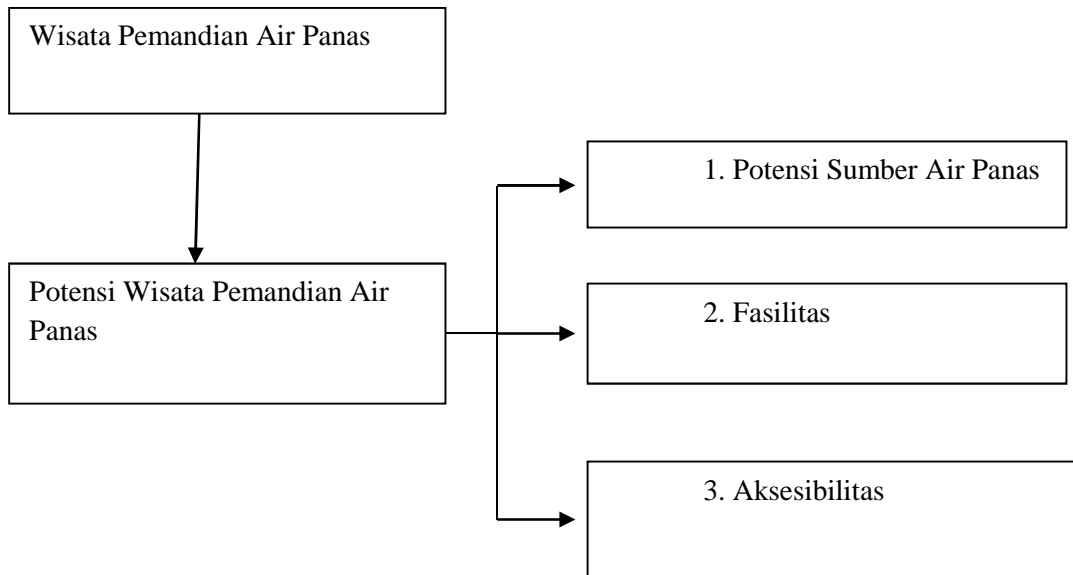 Wisata Pemandian Air Panas
1. Potensi Sumber Air Panas
Potensi Wisata Pemandian Air
Panas
2. Fasilitas
3. Aksesibilitas